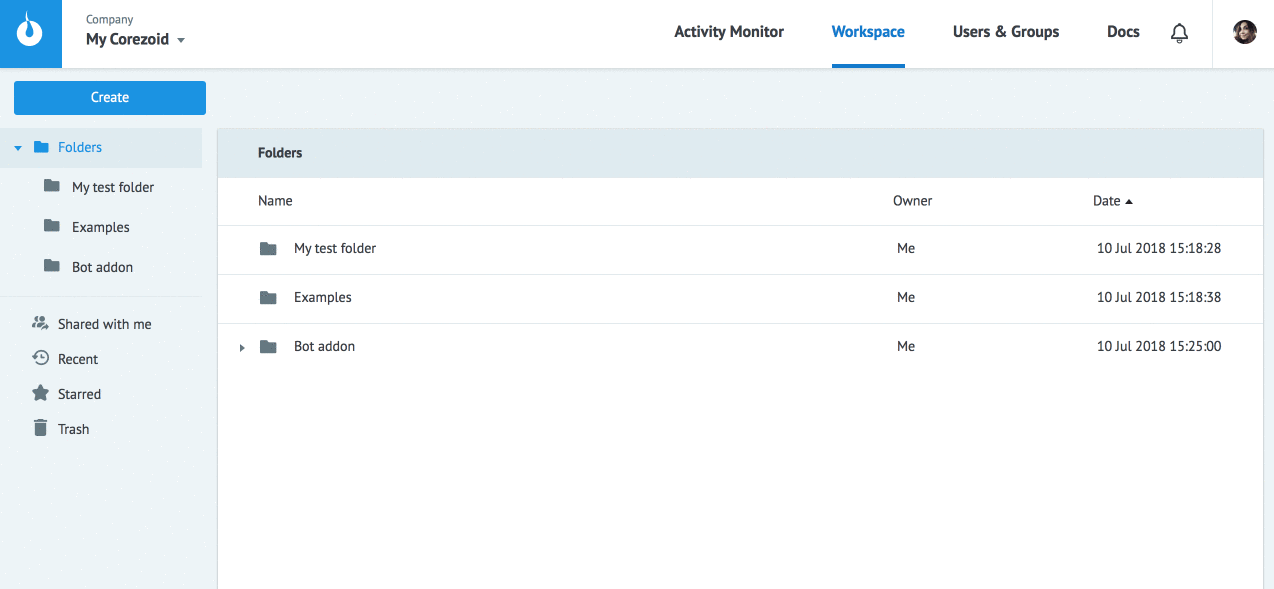 Company
My Corezoid
Activity Monitor
Workspace
Users & Groups
Docs
Create
Folders
My test folder
Examples
Bot addon
Shared with me
Recent
Starred
Trash
Folders
Name Owner Date
My test folder Me 10 Jul 2018 15:18:28
Examples Me 10 Jul 2018 15:18:38
Bot addon Me 10 Jul 2018 15:25:00